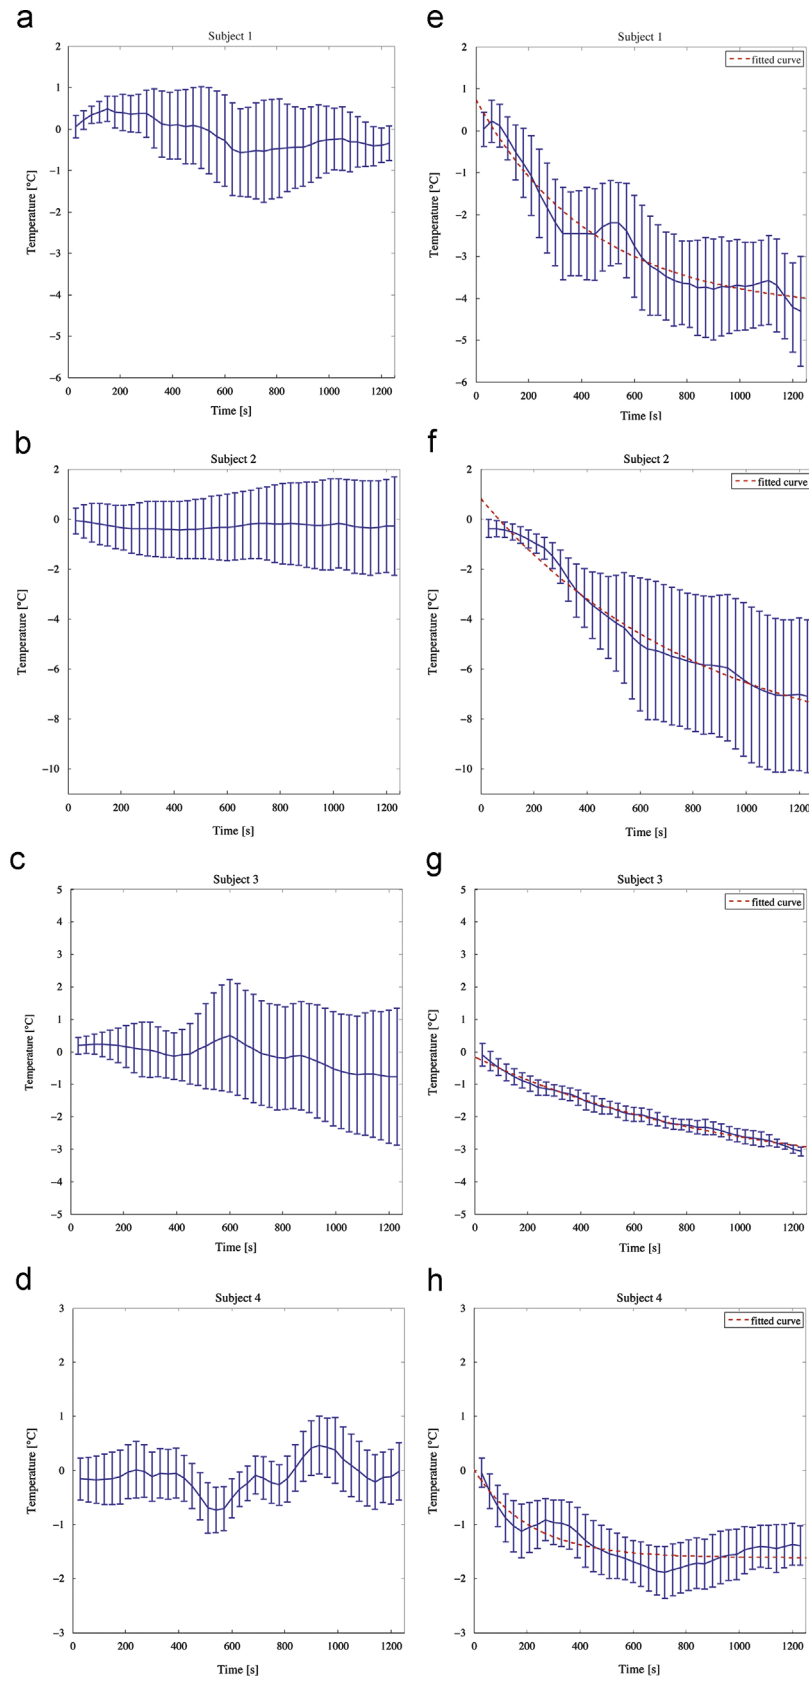 a
Subject 1
2
1
0
−1
−2
−3
−4
−5
−6
Temperature [°C]
0 200 400 600 800 1000 1200
Time [s]
e
Subject 1
fitted curve
2
1
0
−1
−2
−3
−4
−5
−6
Temperature [°C]
0 200 400 600 800 1000 1200
Time [s]
b
Subject 2
2
0
−2
−4
−6
−8
−10
Temperature [°C]
0 200 400 600 800 1000 1200
Time [s]
f
Subject 2
fitted curve
2
0
−2
−4
−6
−8
−10
Temperature [°C]
0 200 400 600 800 1000 1200
Time [s]
c
Subject 3
5
4
3
2
1
0
−1
−2
−3
−4
−5
Temperature [°C]
0 200 400 600 800 1000 1200
Time [s]
g
Subject 3
fitted curve
5
4
3
2
1
0
−1
−2
−3
−4
−5
Temperature [°C]
0 200 400 600 800 1000 1200
Time [s]
d
Subject 4
3
2
1
0
−1
−2
−3
Temperature [°C]
0 200 400 600 800 1000 1200
Time [s]
h
Subject 4
fitted curve
3
2
1
0
−1
−2
−3
Temperature [°C]
0 200 400 600 800 1000 1200
Time [s]